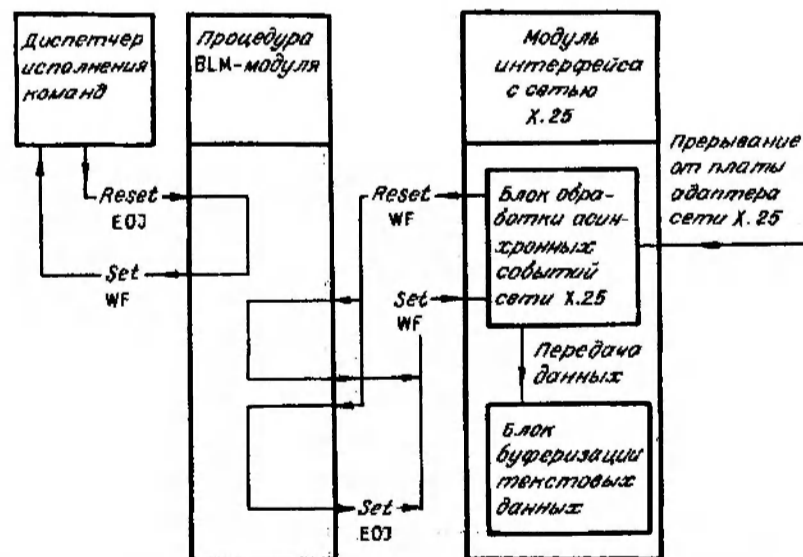 Диспетчер
исполнения
команд
Процедура
BLM-модуля
Модуль
интерфейса
с сетью
X.25
Прерывание
от платы
адаптера
сети X.25
Reset
EOJ
Set
WF
Reset
WF
Set
WF
Блок обра-
ботки асин-
хронных
событий
сети X.25
Передача
данных
Блок
буферизации
текстовых
данных
Set
EOJ